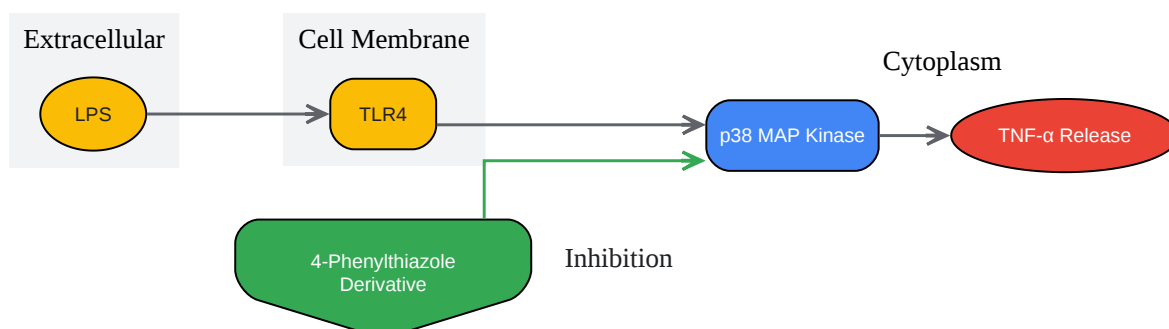 Extracellular
Cell Membrane
Cytoplasm
LPS
TLR4
p38 MAP Kinase
TNF-α Release
4-Phenylthiazole
Derivative
Inhibition